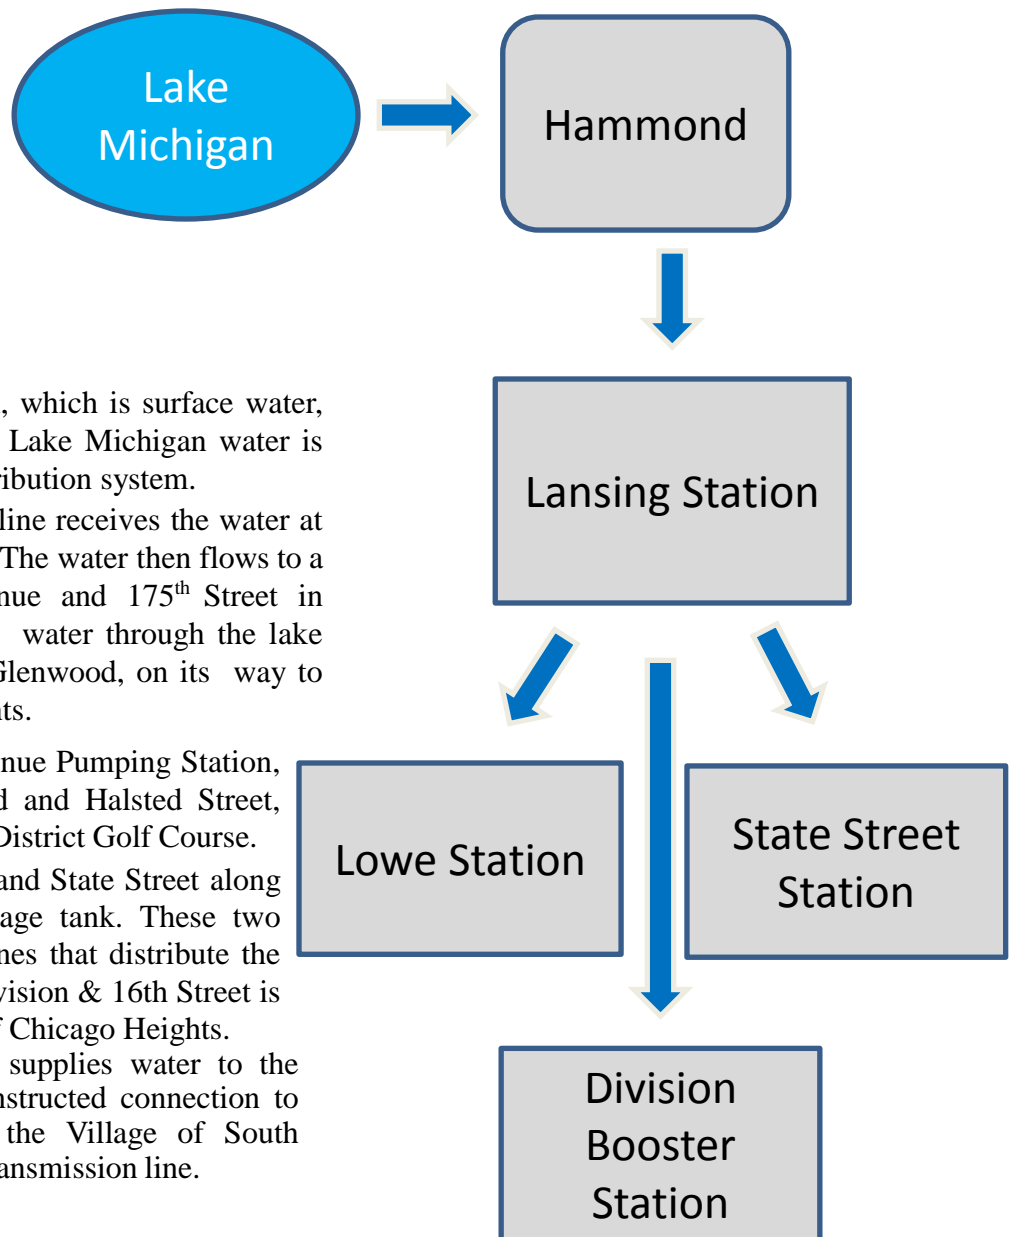 Lake
Michigan
Hammond
Lansing Station
, which is surface water,
Lake Michigan water is
ribution system.
line receives the water at
The water then flows to a
nue and 175th Street in
water through the lake
Glenwood, on its way to
nts.
nue Pumping Station,
d and Halsted Street,
District Golf Course.
and State Street along
age tank. These two
nes that distribute the
vision & 16th Street is
f Chicago Heights.
supplies water to the
nstructed connection to
the Village of South
ransmission line.
Lowe Station
State Street
Station
Division
Booster
Station